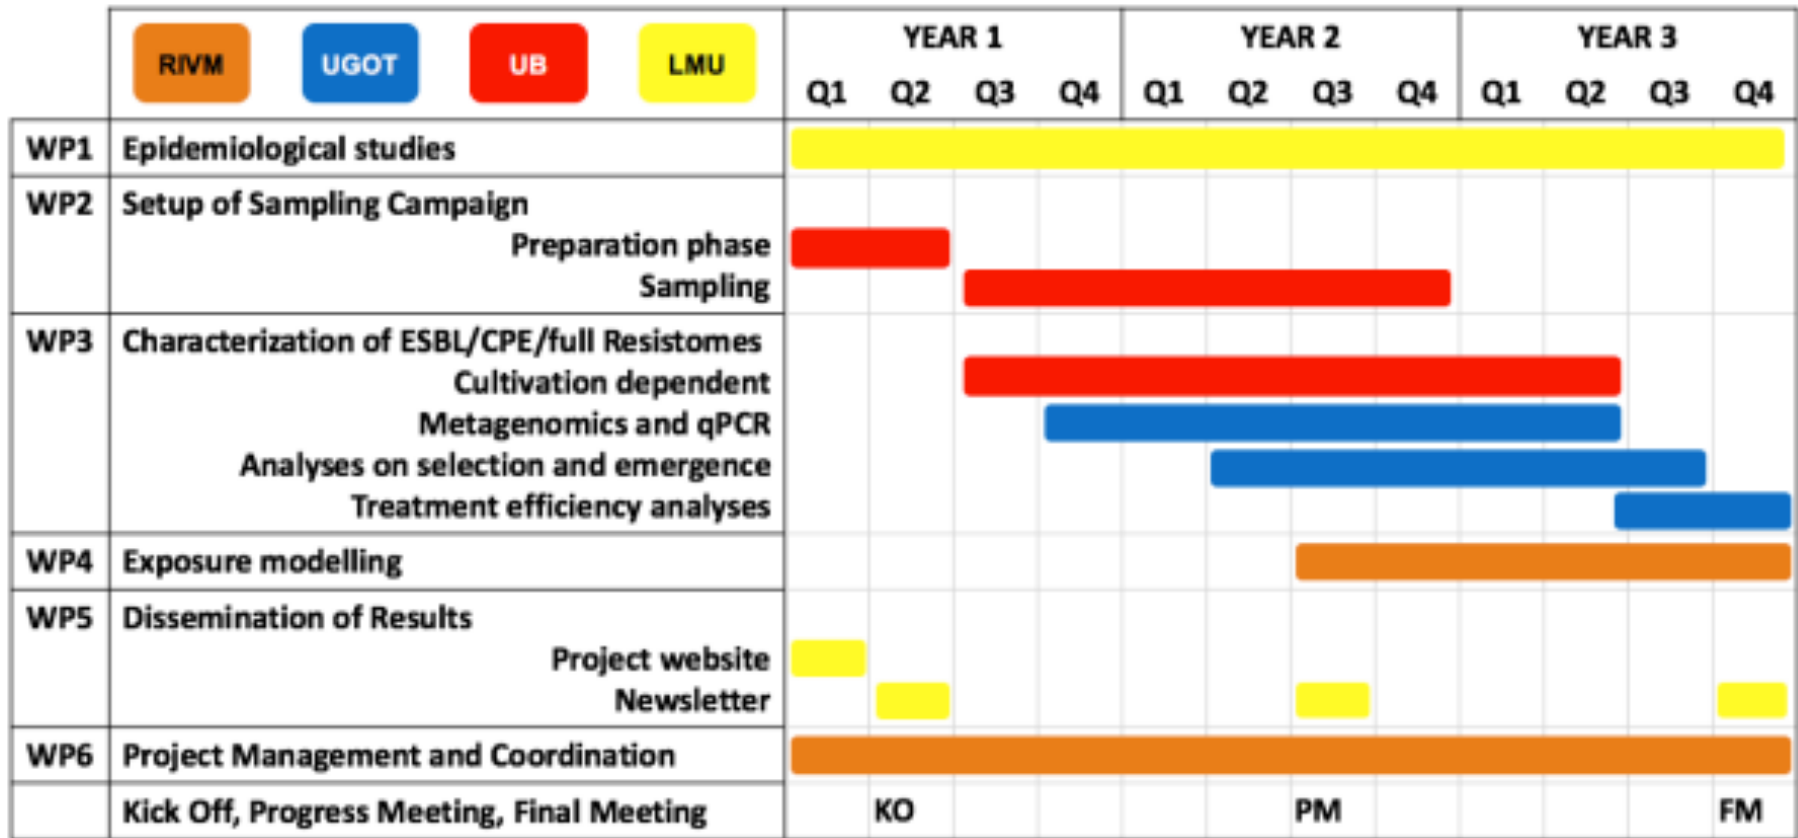 RIVM UGOT UB LMU YEAR 1 YEAR 2 YEAR 3
Q1 Q2 Q3 Q4 Q1 Q2 Q3 Q4 Q1 Q2 Q3 Q4
WP1 Epidemiological studies
WP2 Setup of Sampling Campaign
Preparation phase
Sampling
WP3 Characterization of ESBL/CPE/full Resistomes
Cultivation dependent
Metagenomics and qPCR
Analyses on selection and emergence
Treatment efficiency analyses
WP4 Exposure modelling
WP5 Dissemination of Results
Project website
Newsletter
WP6 Project Management and Coordination
Kick Off, Progress Meeting, Final Meeting KO PM FM